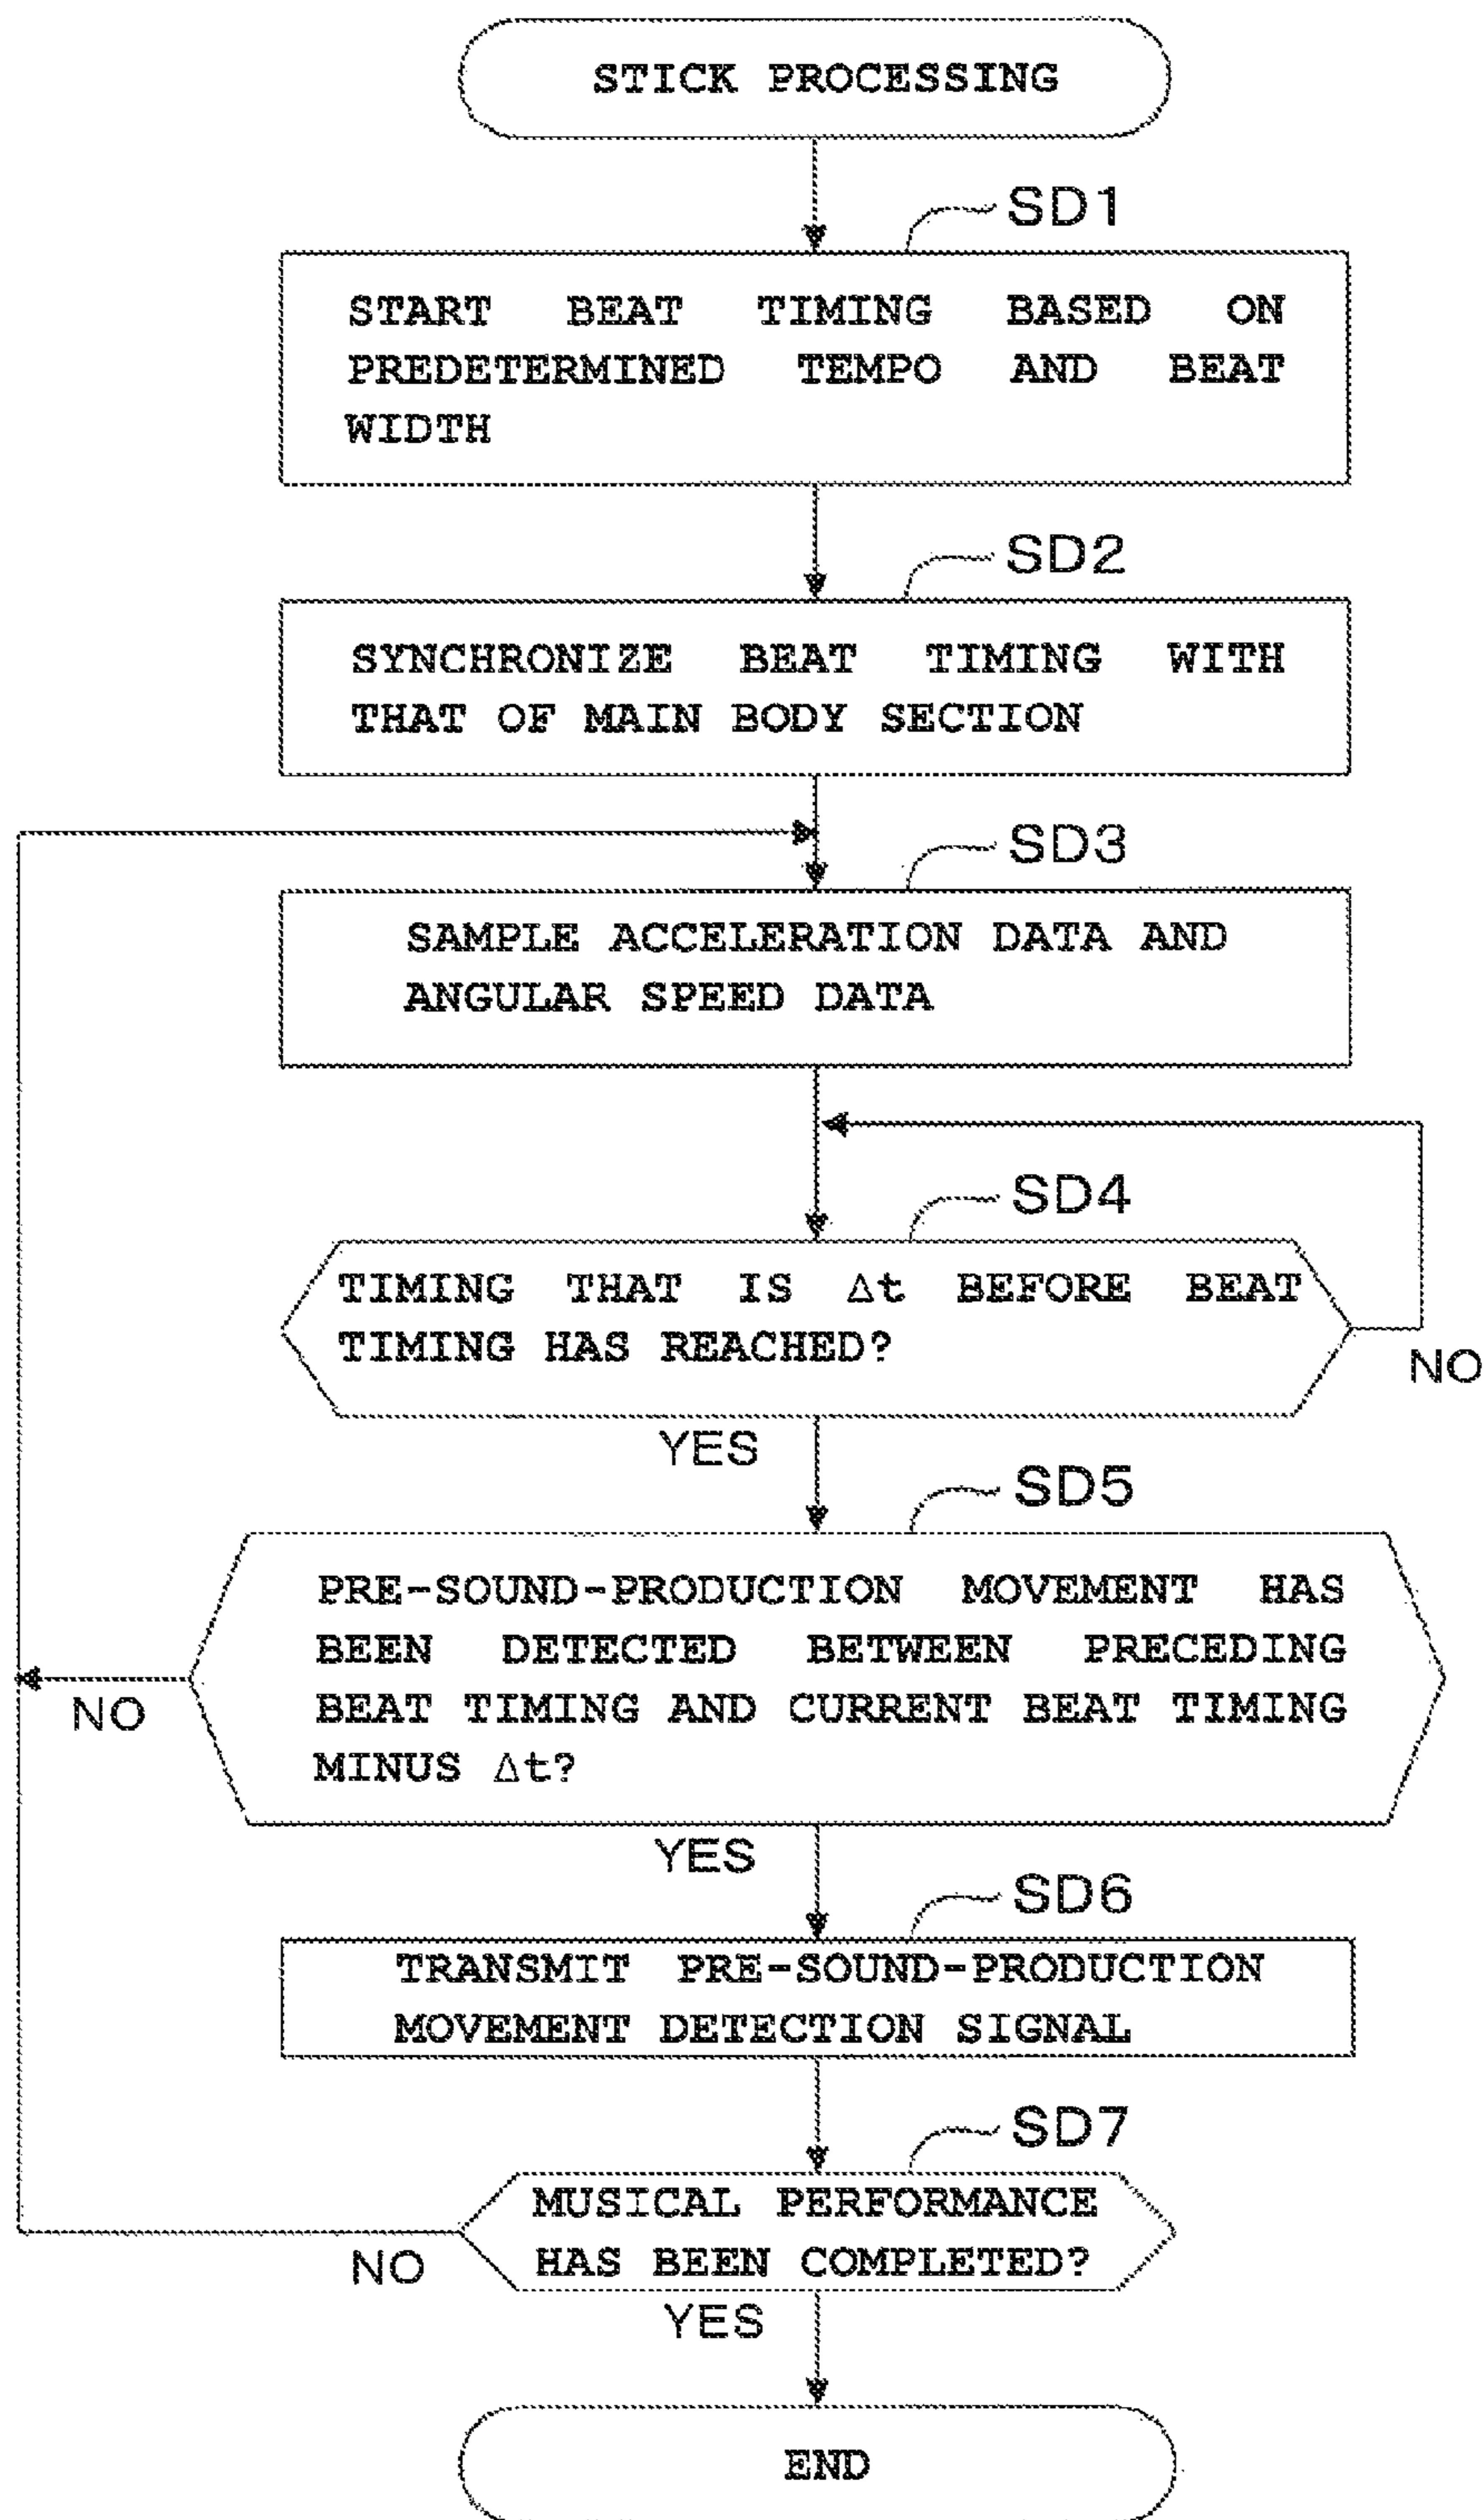 STICK PROCESSING
SD1
START BEAT TIMING BASED ON
PREDETERMINED TEMPO AND BEAT
WIDTH
SD2
SYNCHRONIZE BEAT TIMING WITH
THAT OF MAIN BODY SECTION
SD3
SAMPLE ACCELERATION DATA AND
ANGULAR SPEED DATA
SD4
TIMING THAT IS Δt BEFORE BEAT
TIMING HAS REACHED?
NO
YES
SD5
PRE-SOUND-PRODUCTION MOVEMENT HAS
BEEN DETECTED BETWEEN PRECEDING
BEAT TIMING AND CURRENT BEAT TIMING
MINUS Δt?
NO
YES
SD6
TRANSMIT PRE-SOUND-PRODUCTION
MOVEMENT DETECTION SIGNAL
SD7
MUSICAL PERFORMANCE
HAS BEEN COMPLETED?
NO
YES
END